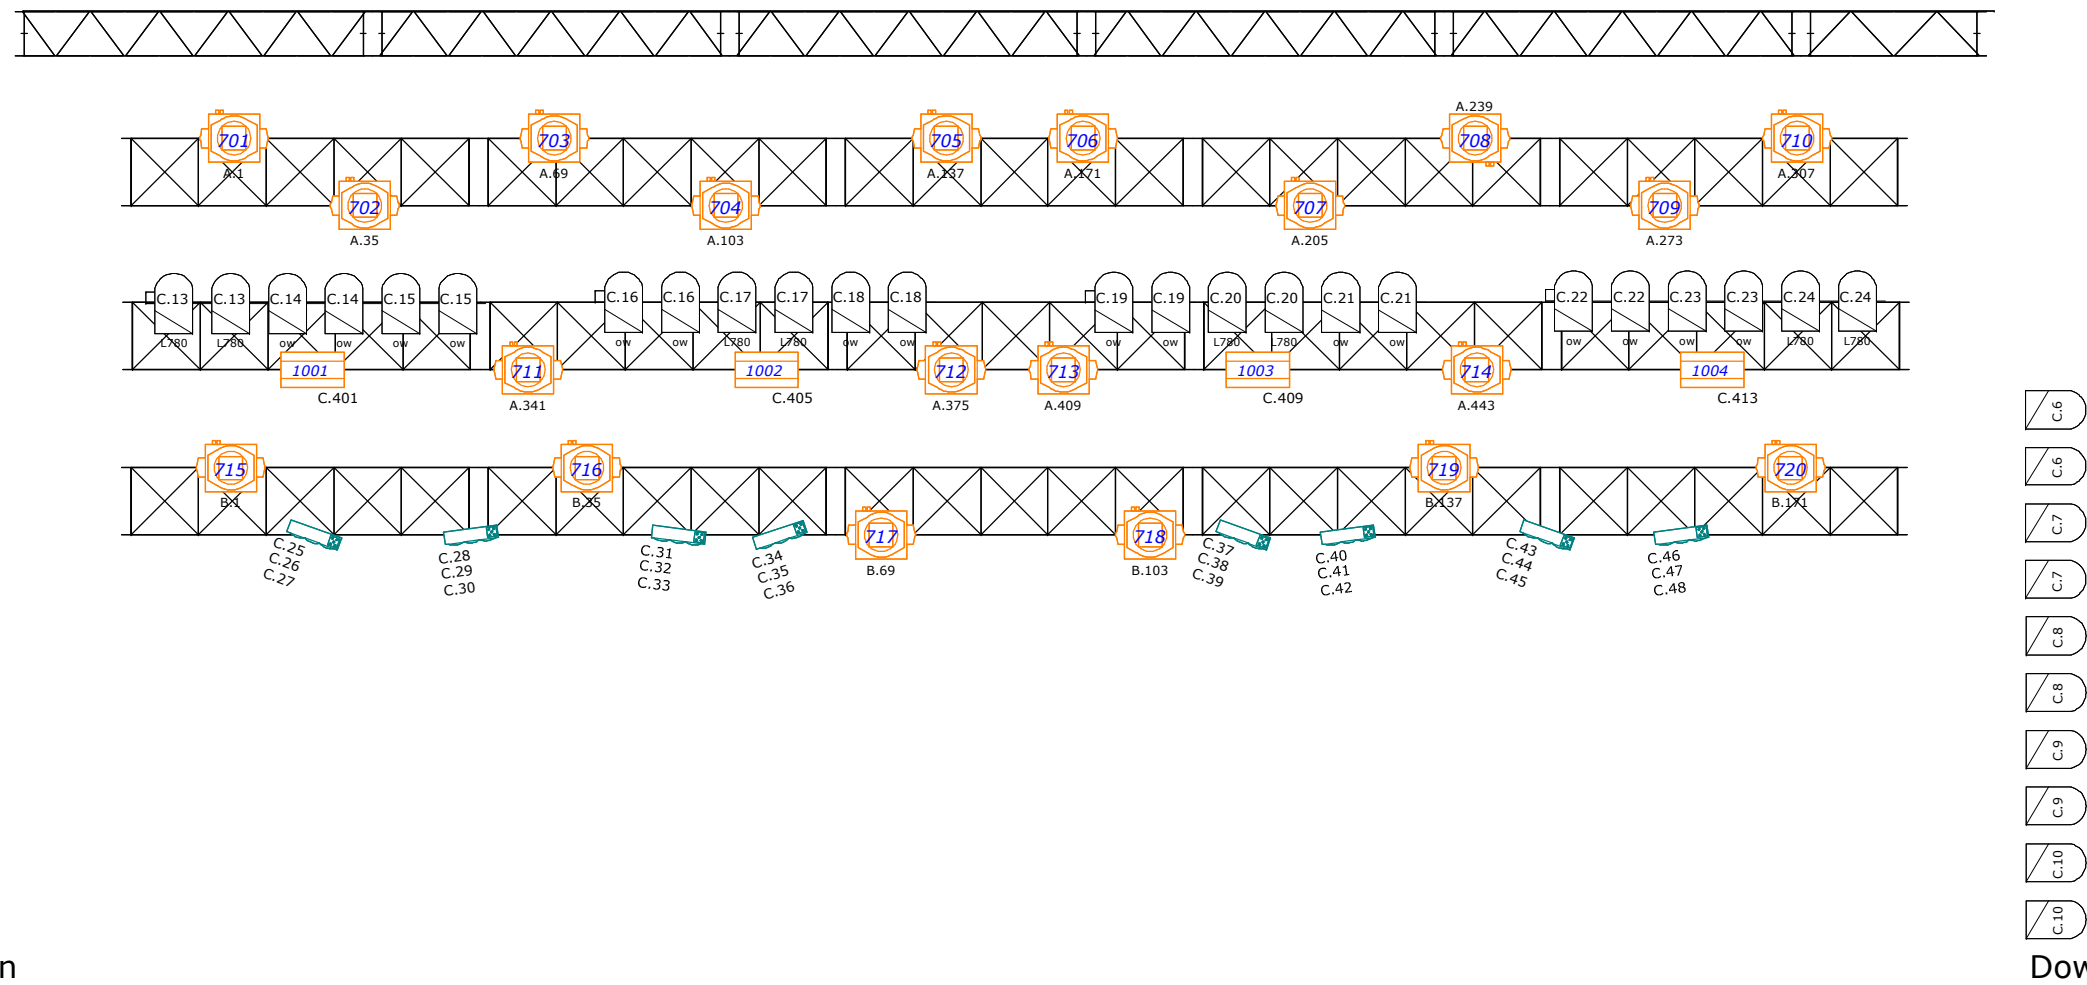 A.239
701 703 705 706 708 710
A.1 A.69 A.137 A.171 A.307
702 704 707 709
A.35 A.103 A.205 A.273
C.13 C.13 C.14 C.14 C.15 C.15 C.16 C.16 C.17 C.17 C.18 C.18 C.19 C.19 C.20 C.20 C.21 C.21 C.22 C.22 C.23 C.23 C.24 C.24
L780 L780 ow ow ow ow ow ow L780 L780 ow ow ow ow L780 L780 ow ow ow ow ow ow L780 L780
1001 711 1002 712 713 1003 714 1004
C.401 A.341 C.405 A.375 A.409 C.409 A.443 C.413
715 716 719 720
B.1 B.35 B.137 B.171
717 718
B.69 B.103
C.25
C.26
C.27
C.28
C.29
C.30
C.31
C.32
C.33
C.34
C.35
C.36
C.37
C.38
C.39
C.40
C.41
C.42
C.43
C.44
C.45
C.46
C.47
C.48
C.6
C.6
C.7
C.7
C.8
C.8
C.9
C.9
C.10
C.10
n Dow